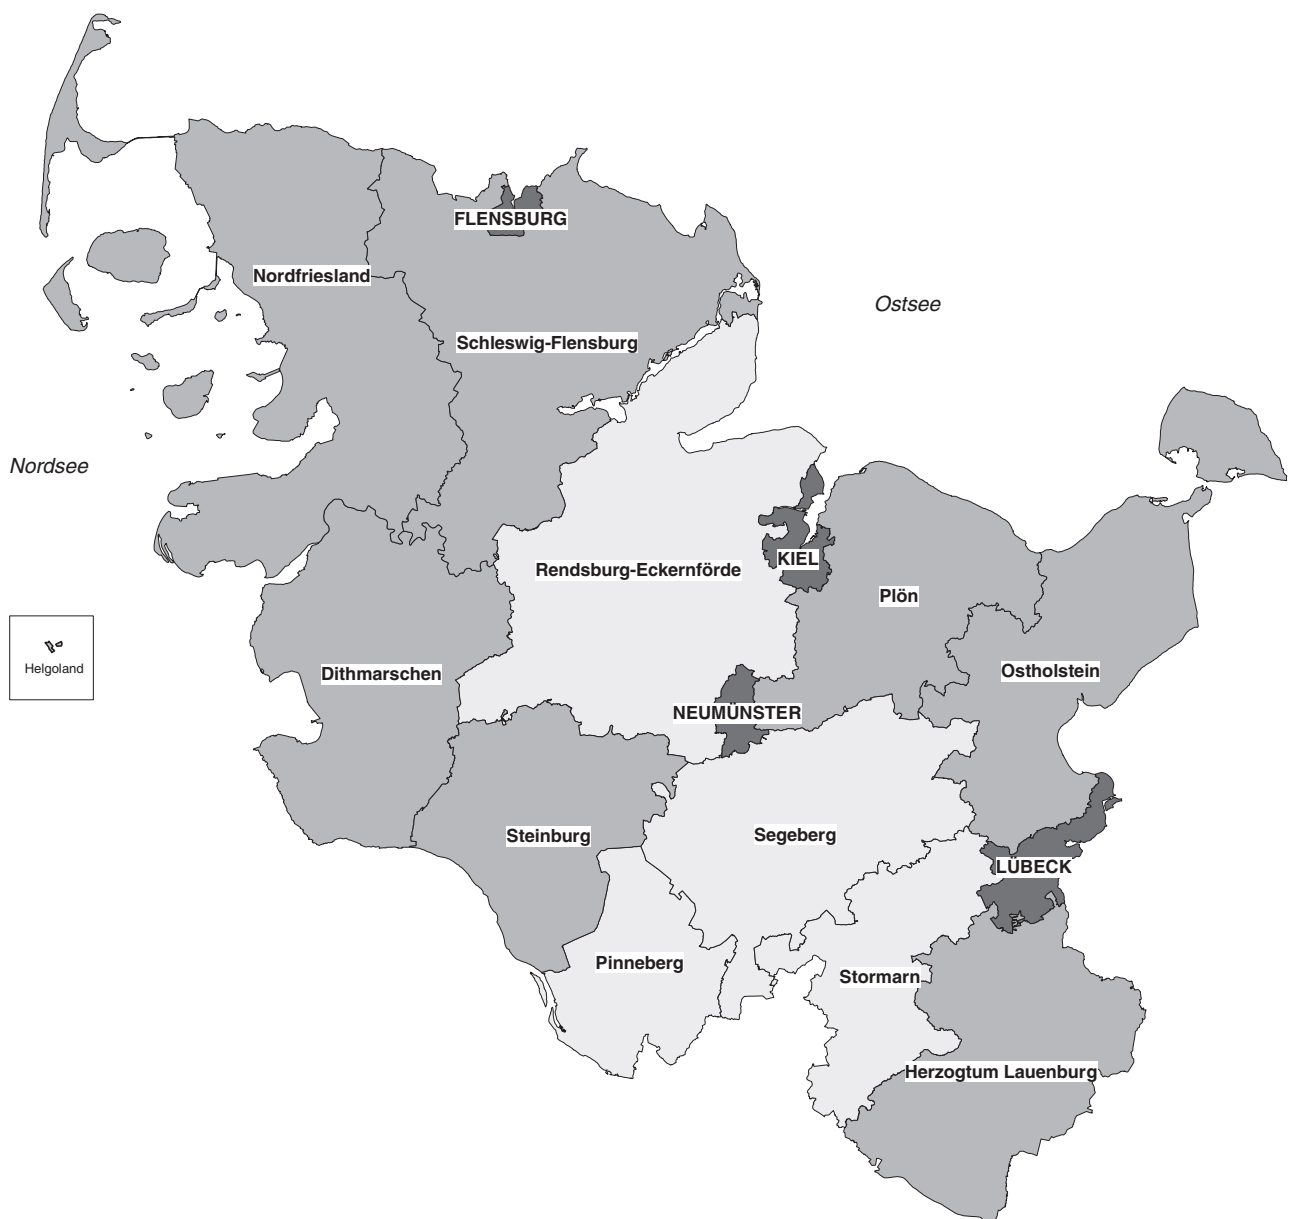 FLENSBURG
Nordfriesland
Ostsee
Schleswig-Flensburg
Nordsee
KIEL
Rendsburg-Eckernförde
Plön
Helgoland
Dithmarschen
Ostholstein
NEUMÜNSTER
Steinburg
Segeberg
LÜBECK
Pinneberg
Stormarn
Herzogtum Lauenburg